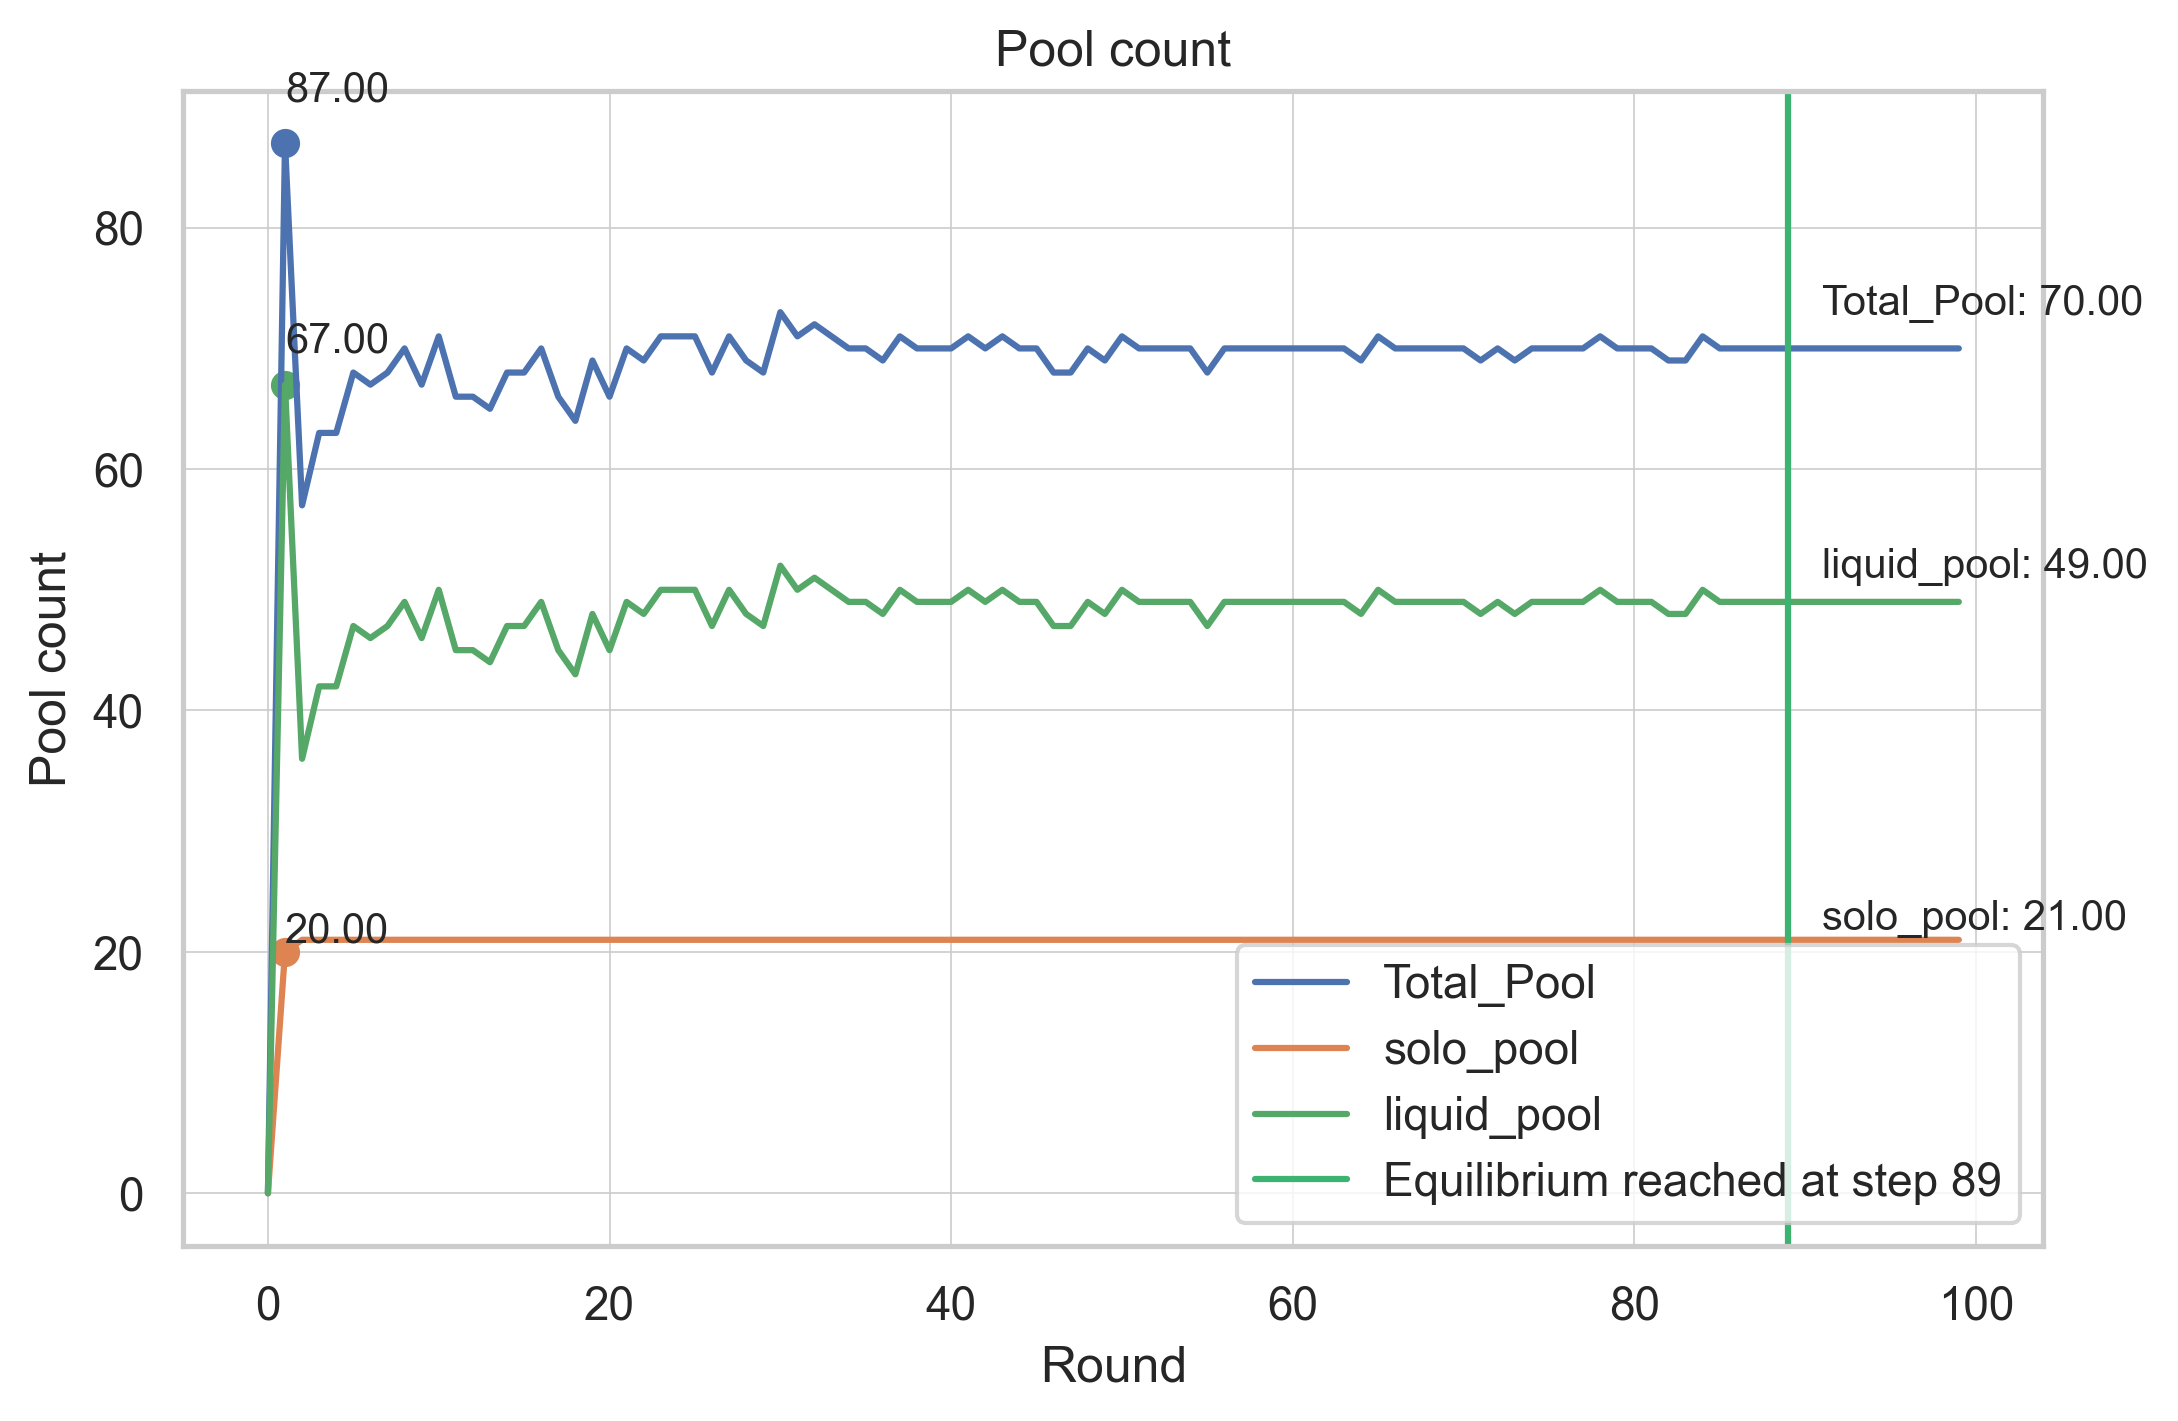 Pool count
87.00
80
Total_Pool: 70.00
67.00
60
liquid_pool: 49.00
Pool count
40
20.00
solo_pool: 21.00
20
Total_Pool
solo_pool
liquid_pool
Equilibrium reached at step 89
0
0 20 40 60 80 100
Round